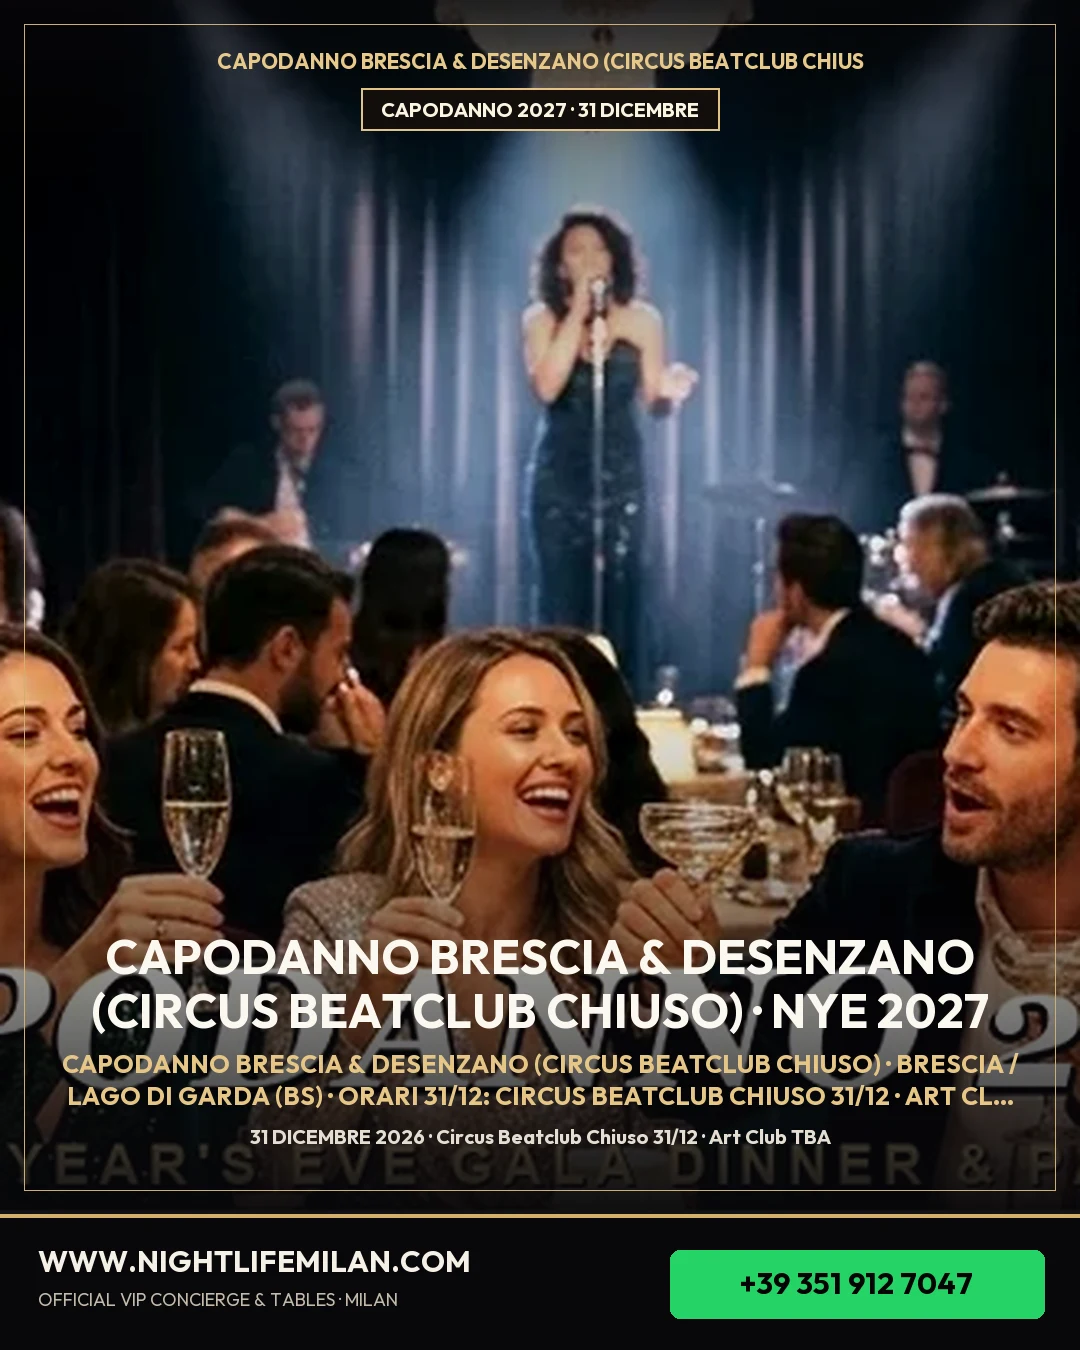 CAPODANNO BRESCIA & DESENZANO (CIRCUS BEATCLUB CHIUS
CAPODANNO 2027 · 31 DICEMBRE
CAPODANNO BRESCIA & DESENZANO
(CIRCUS BEATCLUB CHIUSO) · NYE 2027
PODANNO 2
CAPODANNO BRESCIA & DESENZANO (CIRCUS BEATCLUB CHIUSO) · BRESCIA /
LAGO DI GARDA (BS) · ORARI 31/12: CIRCUS BEATCLUB CHIUSO 31/12 · ART CL...
31 DICEMBRE 2026 · Circus Beatclub Chiuso 31/12 · Art Club TBA
YEAR'S EVE GALA DINNER & PA
WWW.NIGHTLIFEMILAN.COM
OFFICIAL VIP CONCIERGE & TABLES · MILAN
+39 351 912 7047